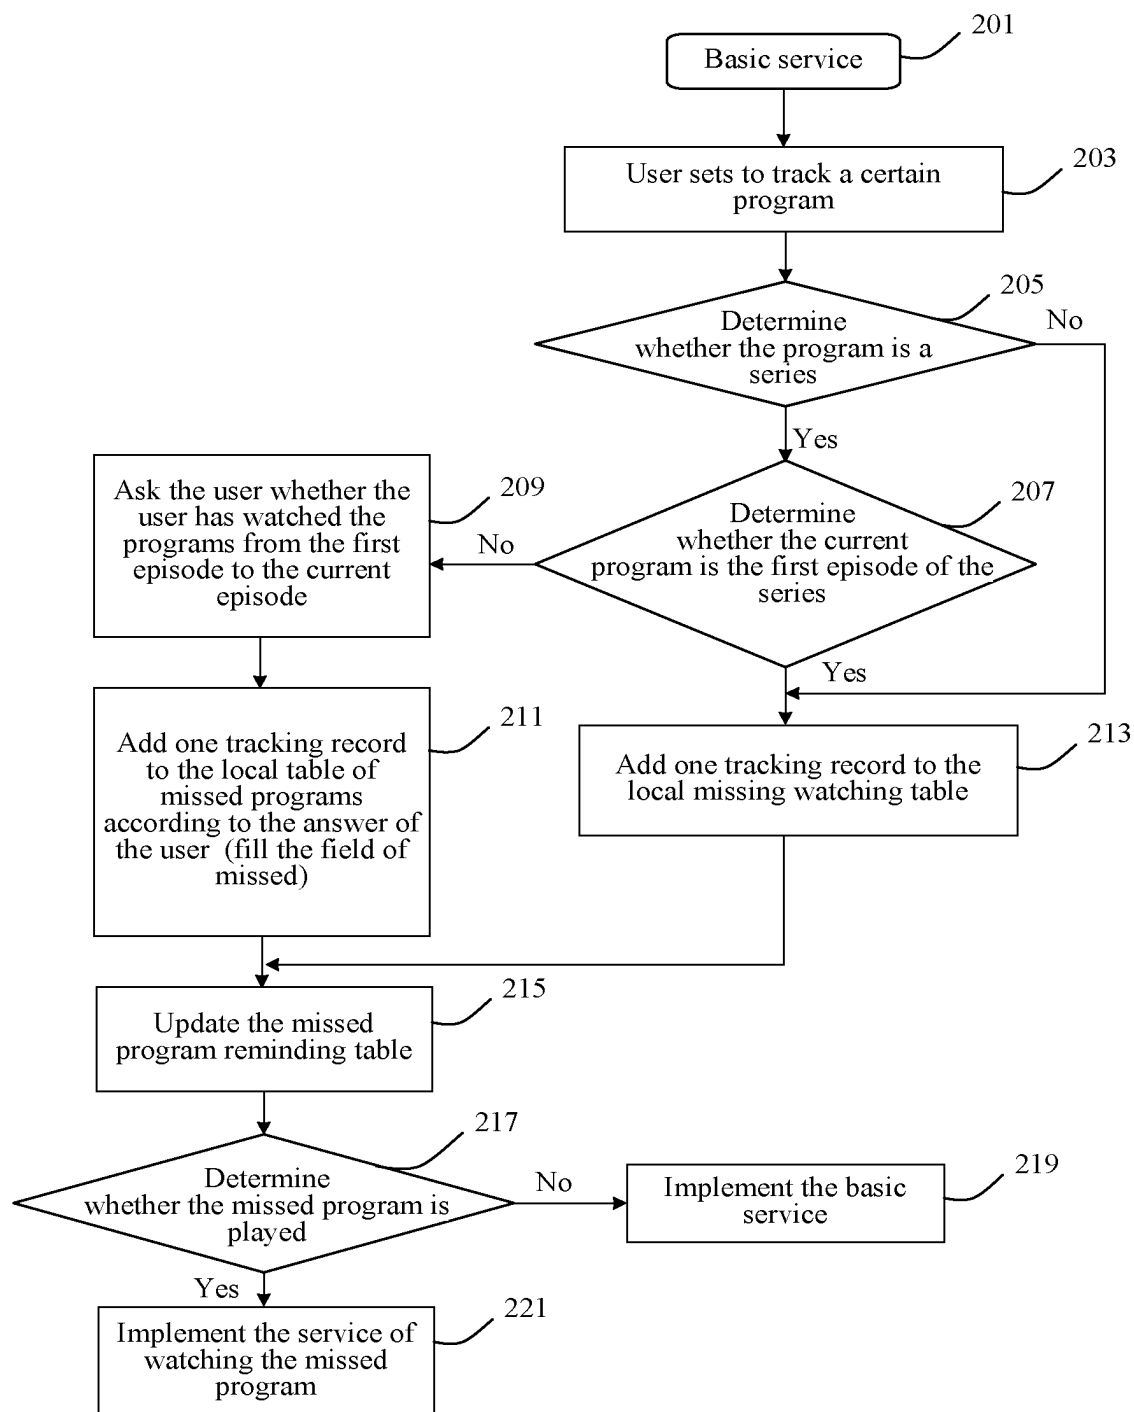 201
Basic service
203
User sets to track a certain
program
205
No
Determine
whether the program is a
series
Yes
209
Ask the user whether the
user has watched the
programs from the first
episode to the current
episode
207
Determine
whether the current
program is the first episode of the
series
No
Yes
211
Add one tracking record
to the local table of
missed programs
according to the answer of
the user (fill the field of
missed)
213
Add one tracking record to the
local missing watching table
215
Update the missed
program reminding table
217
Determine
whether the missed program is
played
No
219
Implement the basic
service
Yes
221
Implement the service of
watching the missed
program